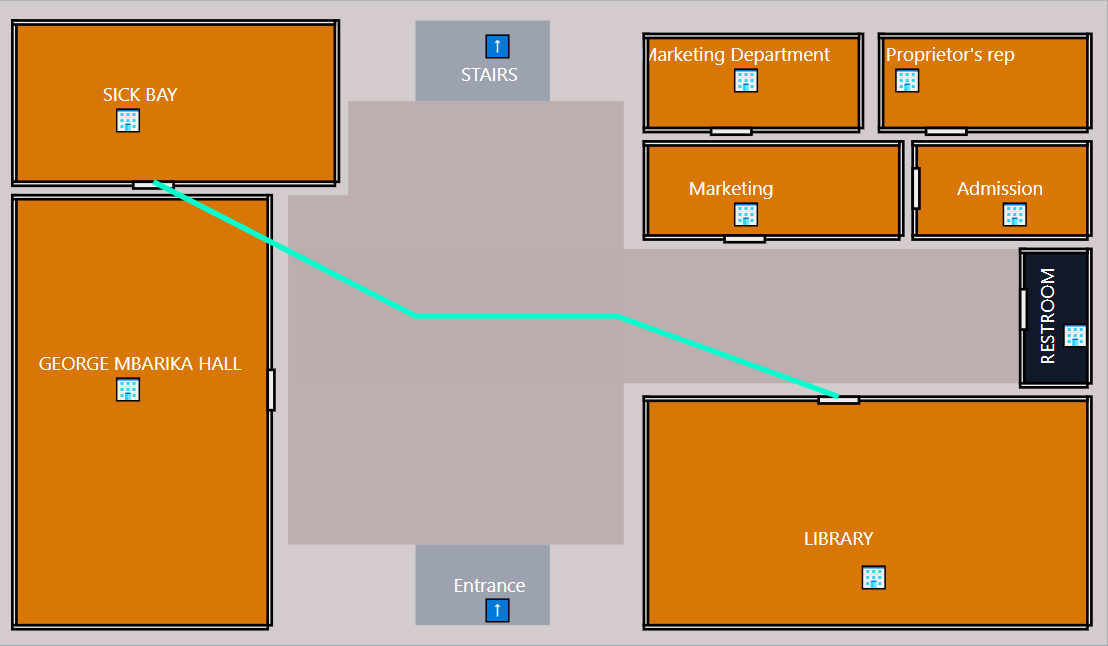 SICK BAY
STAIRS
Marketing Department
Proprietor's rep
Marketing
Admission
RESTROOM
GEORGE MBARIKA HALL
LIBRARY
Entrance